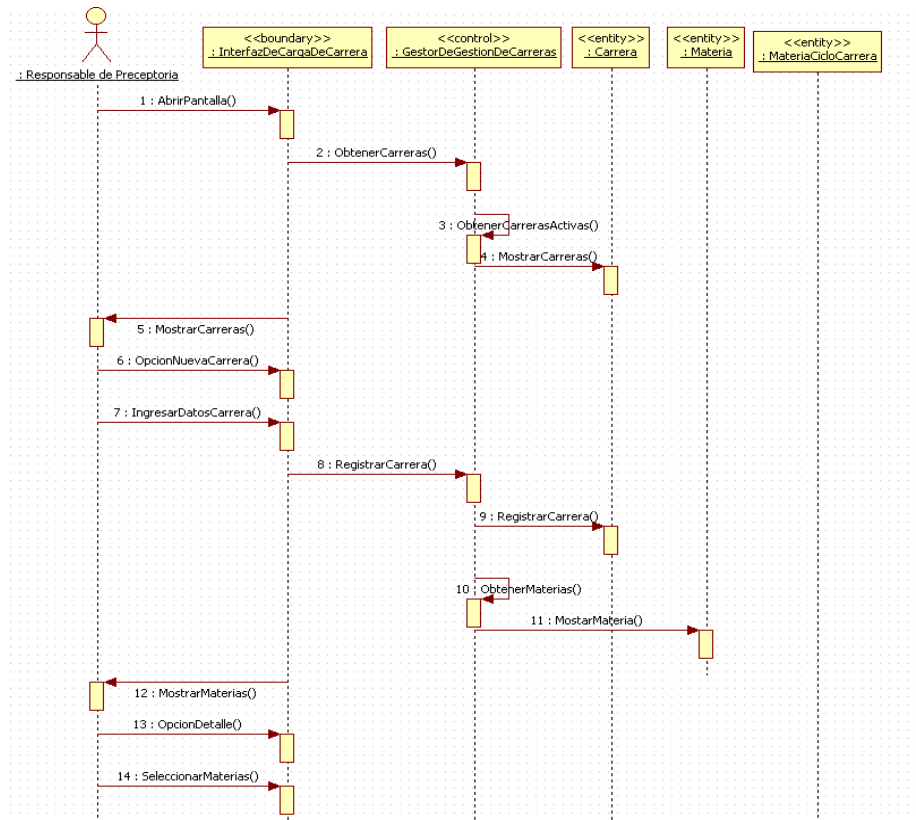 <<boundary>>
: InterfazDeCargaDeCarrera
<<control>>
: GestorDeGestionDeCarreras
<<entity>>
: Carrera
<<entity>>
: Materia
<<entity>>
: MateriaCicloCarrera
: Responsable de Preceptoria
1 : AbrirPantalla()
2 : ObtenerCarreras()
3 : ObtenerCarrerasActivas()
4 : MostrarCarreras()
5 : MostrarCarreras()
6 : OpcionNuevaCarrera()
7 : IngresarDatosCarrera()
8 : RegistrarCarrera()
9 : RegistrarCarrera()
10 : ObtenerMaterias()
11 : MostarMateria()
12 : MostrarMaterias()
13 : OpcionDetalle()
14 : SeleccionarMaterias()